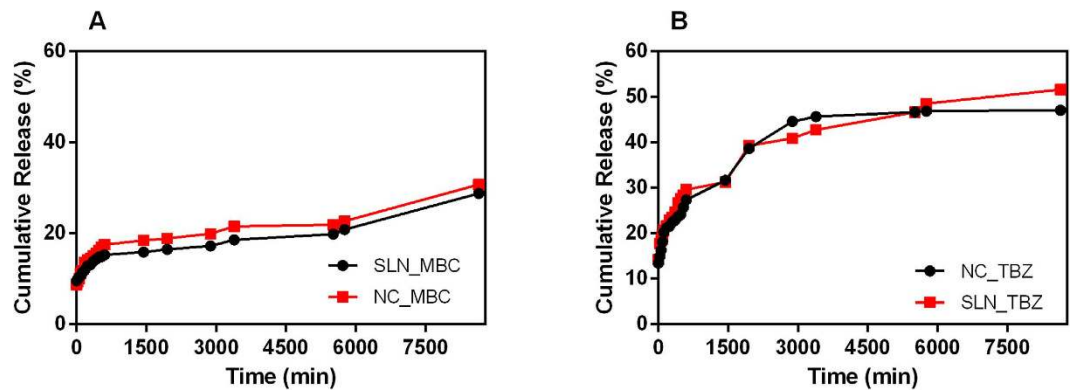 A
Cumulative Release (%)
60
40
20
0
0 1500 3000 4500 6000 7500
Time (min)
SLN_MBC
NC_MBC
B
Cumulative Release (%)
60
50
40
30
20
10
0
0 1500 3000 4500 6000 7500
Time (min)
NC_TBZ
SLN_TBZ